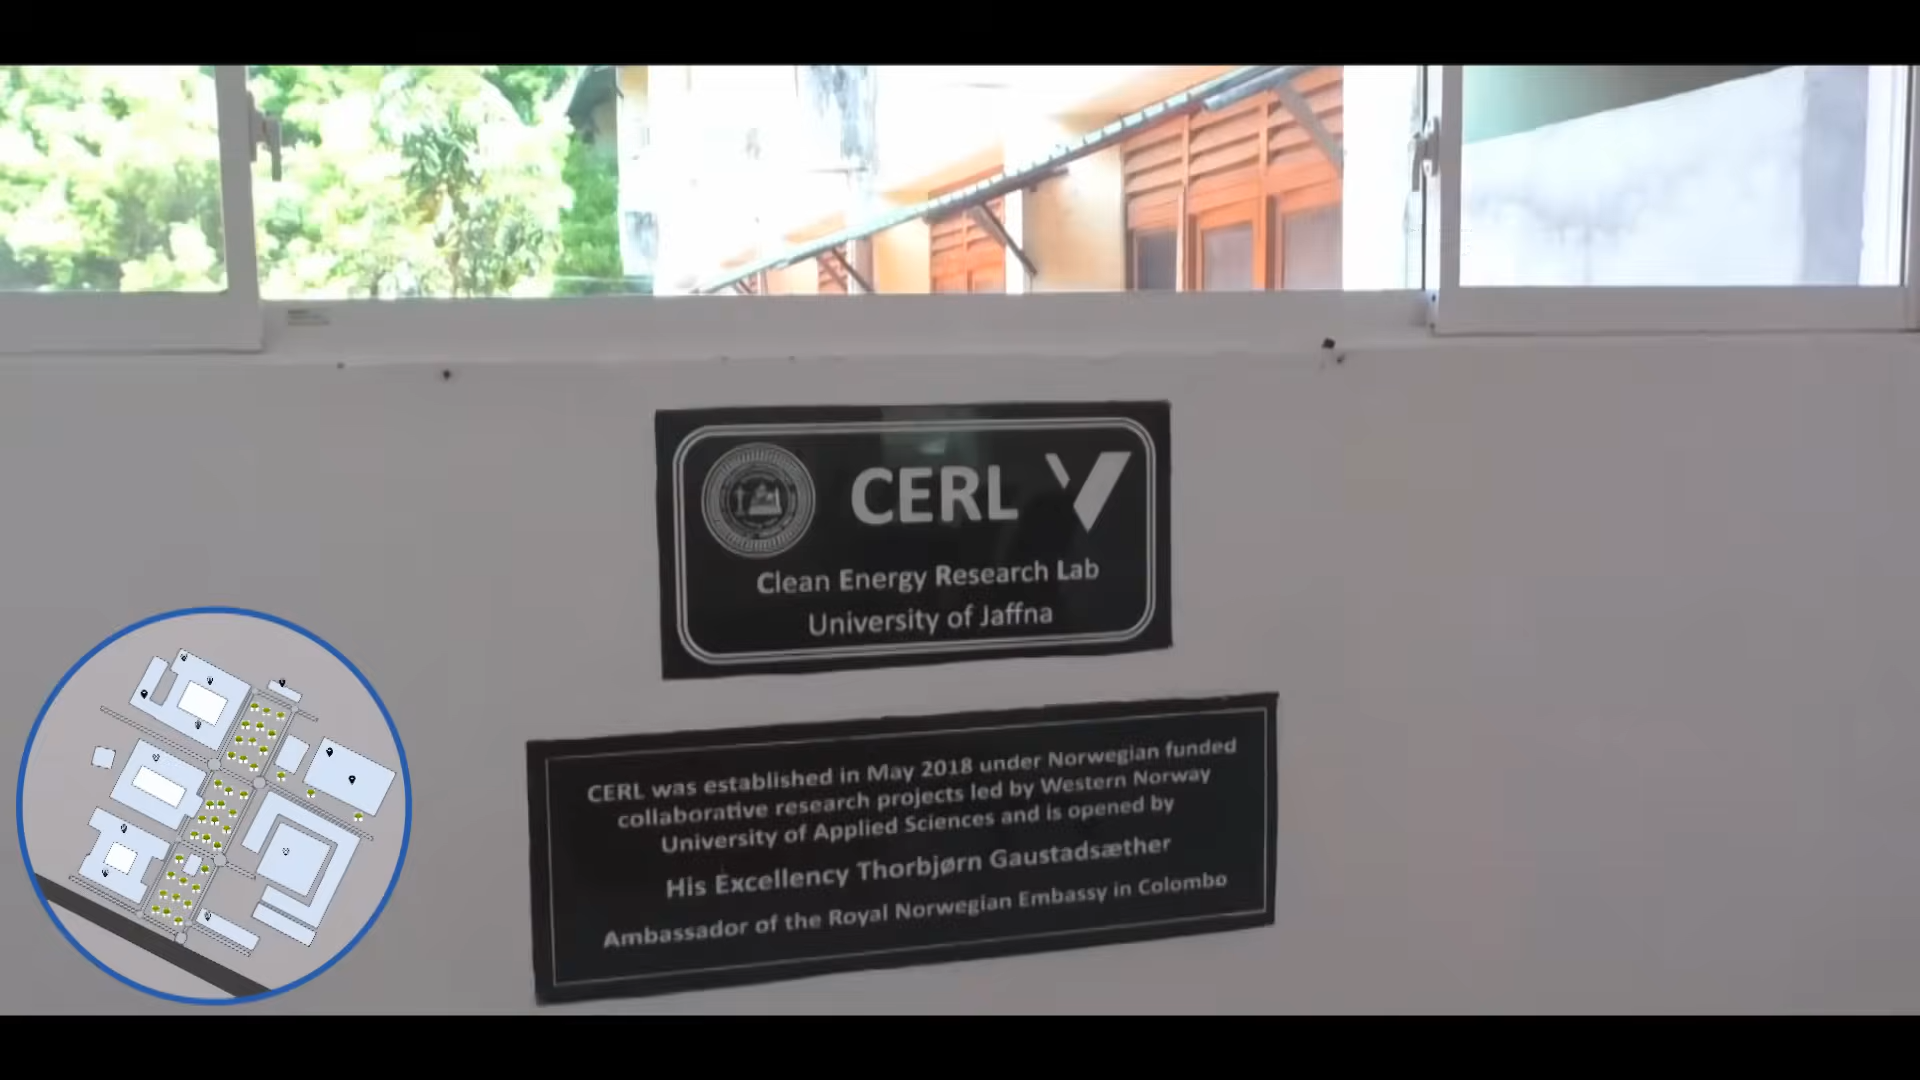 CERL
Clean Energy Research Lab
University of Jaffna
CERL was established in May 2018 under Norwegian funded
collaborative research projects led by Western Norway
University of Applied Sciences and is opened by
His Excellency Thorbjørn Gaustadsæther
Ambassador of the Royal Norwegian Embassy in Colombo